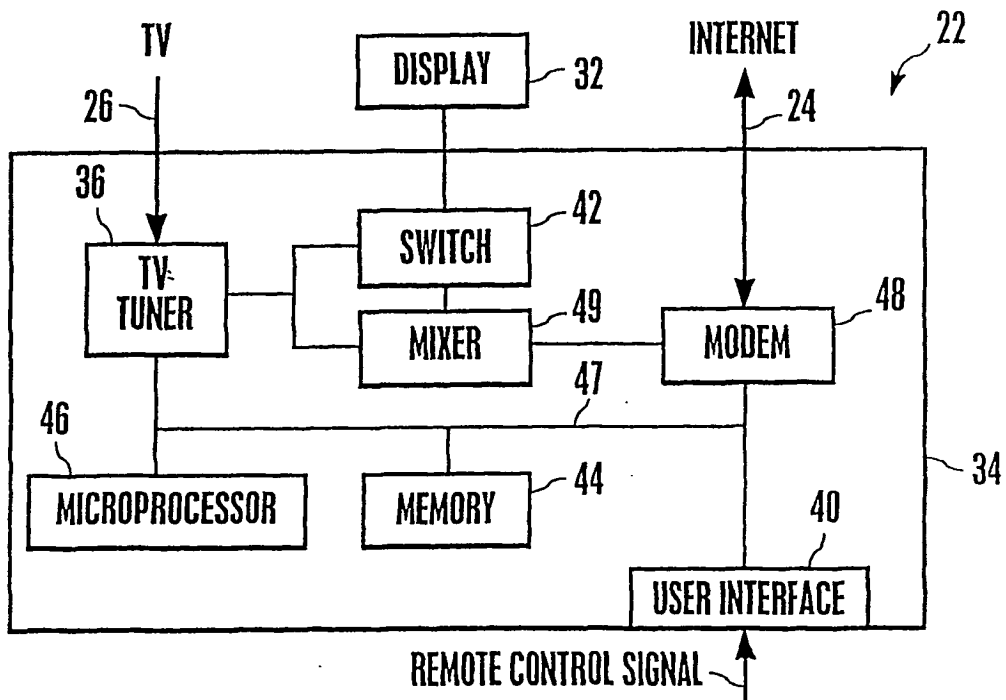 TV
INTERNET
22
DISPLAY
32
26
24
36
42
SWITCH
TV
TUNER
49
MIXER
48
MODEM
47
46
MICROPROCESSOR
44
MEMORY
34
40
USER INTERFACE
REMOTE CONTROL SIGNAL